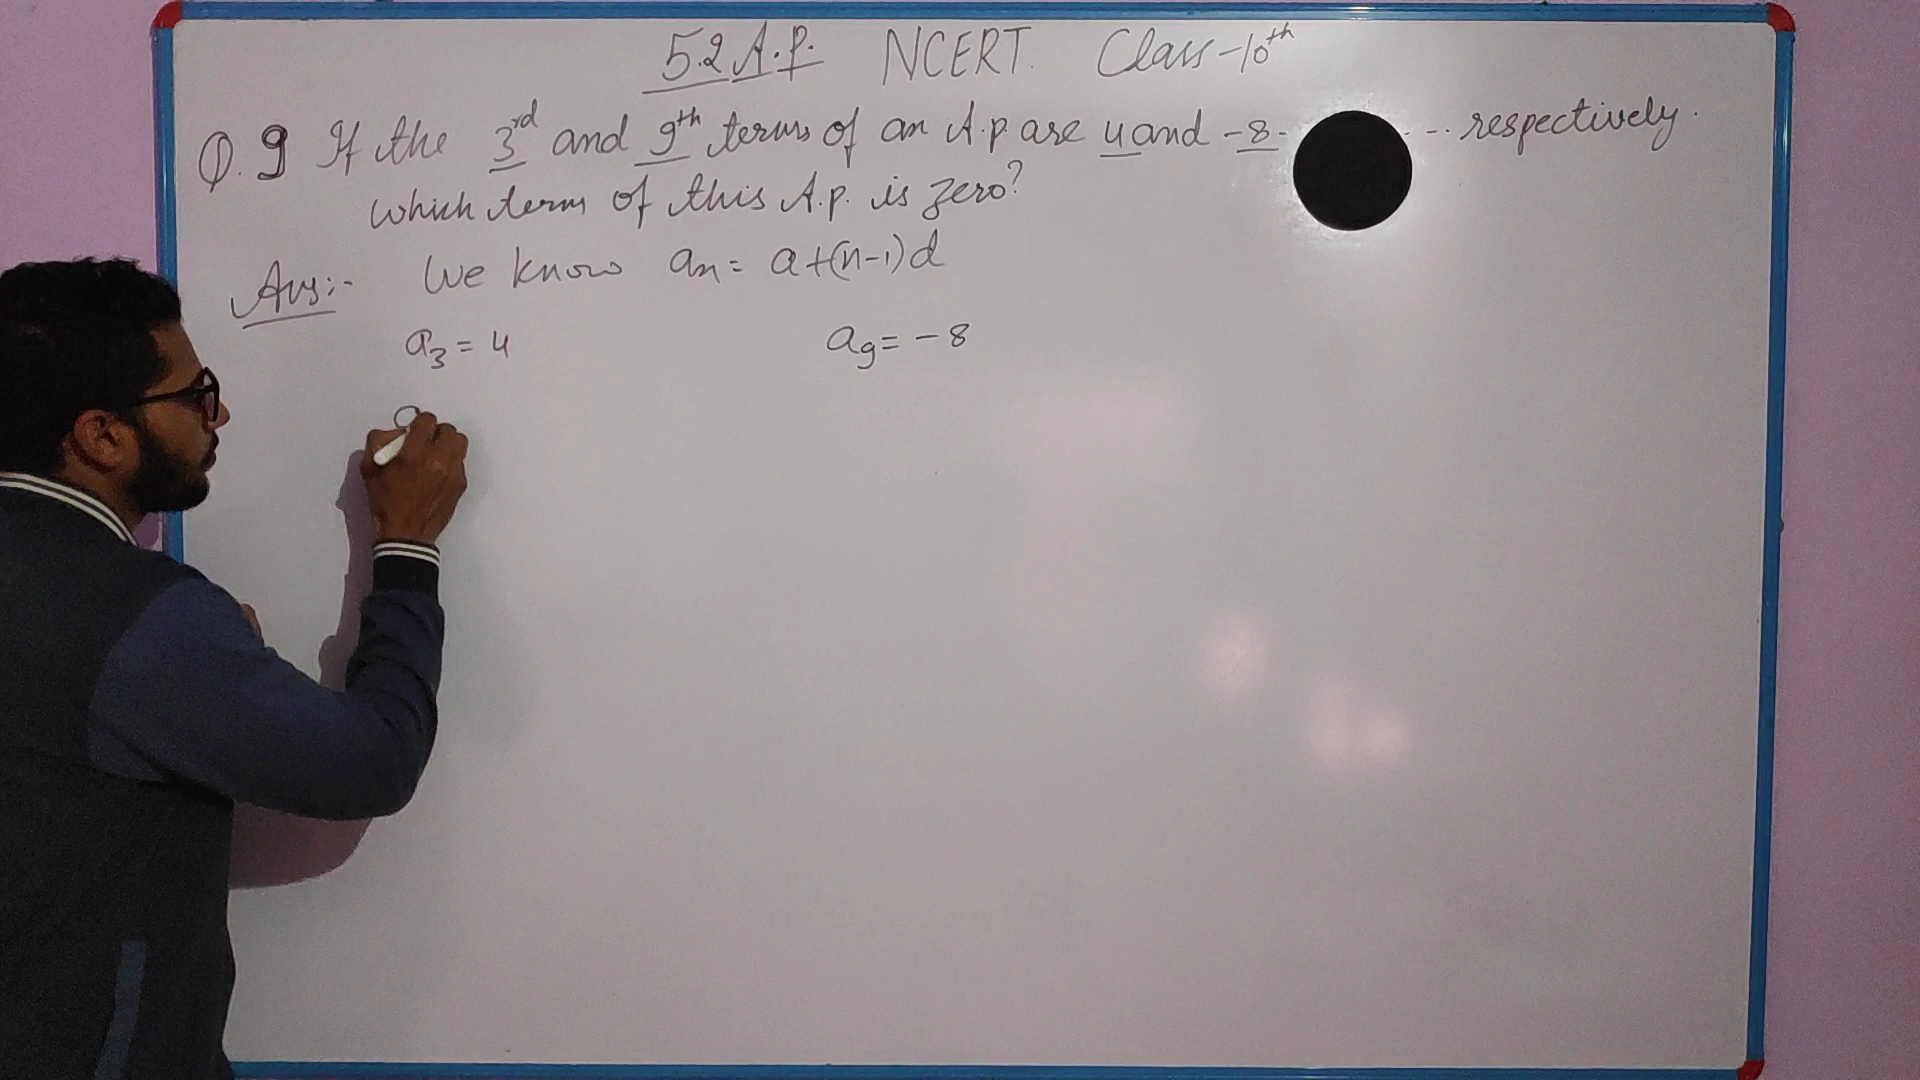 5.2 A.P. NCERT. Class-10th
Q.9 If the 3rd and 9th terms of an A.p are 4 and -8- -- respectively.
which term of this A.p. is zero?
Ans:- We know an = a+(n-1)d
a3 = 4 a9 = -8
a